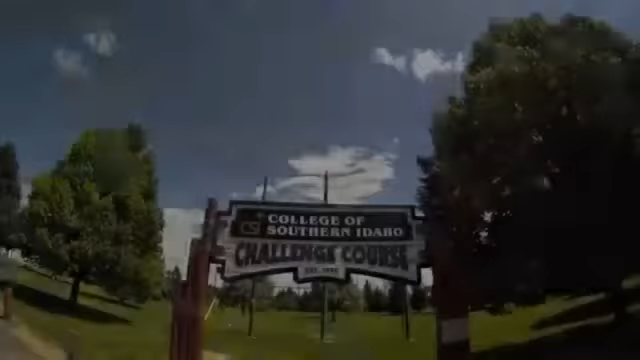 CSI COLLEGE OF
SOUTHERN IDAHO
CHALLENGE COURSE